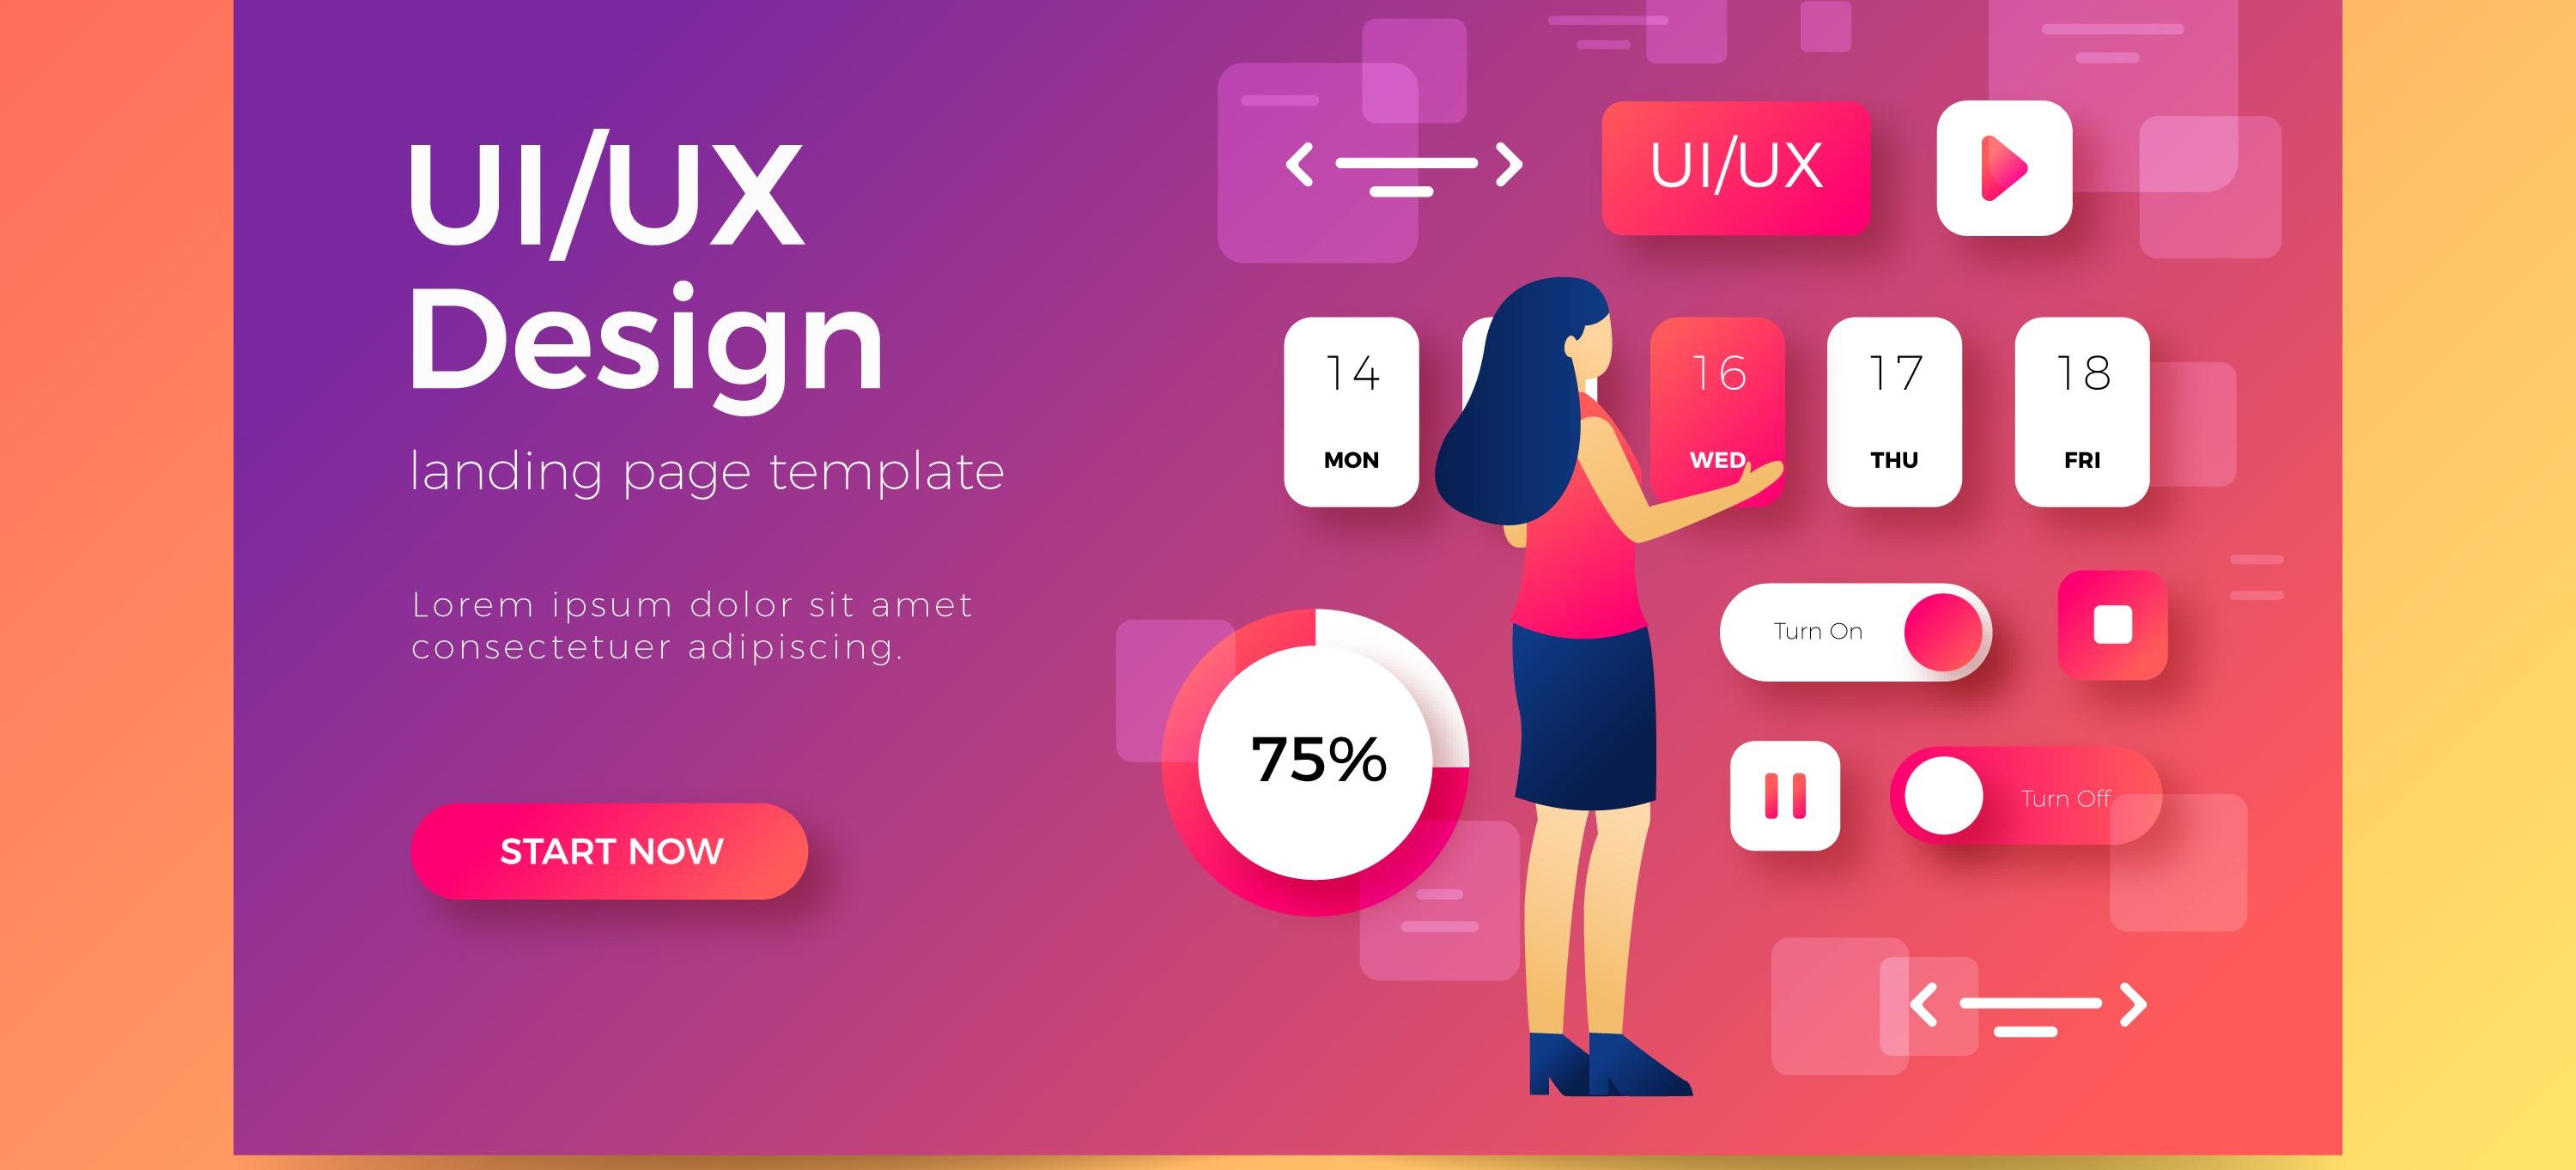 UI/UX
Design
landing page template
Lorem ipsum dolor sit amet
consectetuer adipiscing.
START NOW
UI/UX
14
MON
16
WED
17
THU
18
FRI
75%
Turn On
Turn Off